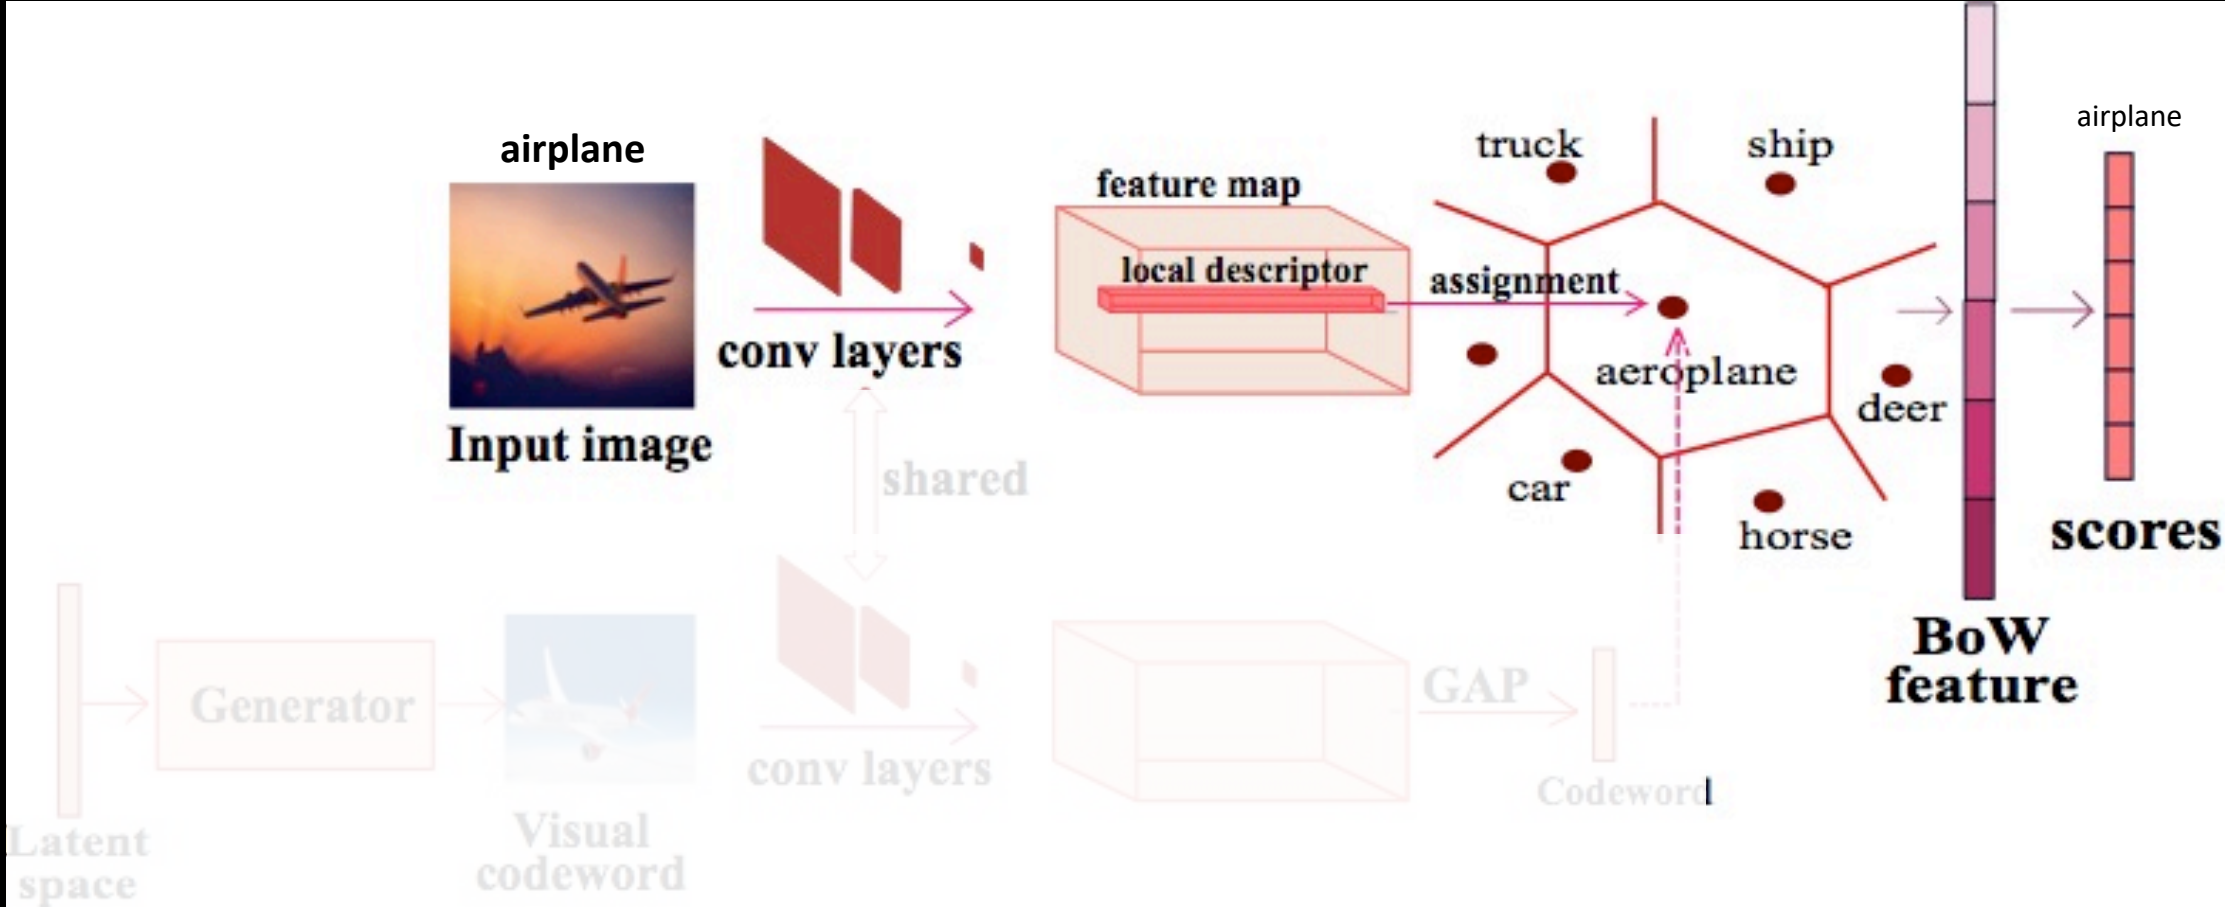 airplane
Input image
conv layers
feature map
local descriptor
assignment
truck
ship
aeroplane
deer
car
horse
BoW
feature
airplane
scores
shared
Latent
space
Generator
Visual
codeword
conv layers
GAP
Codeword